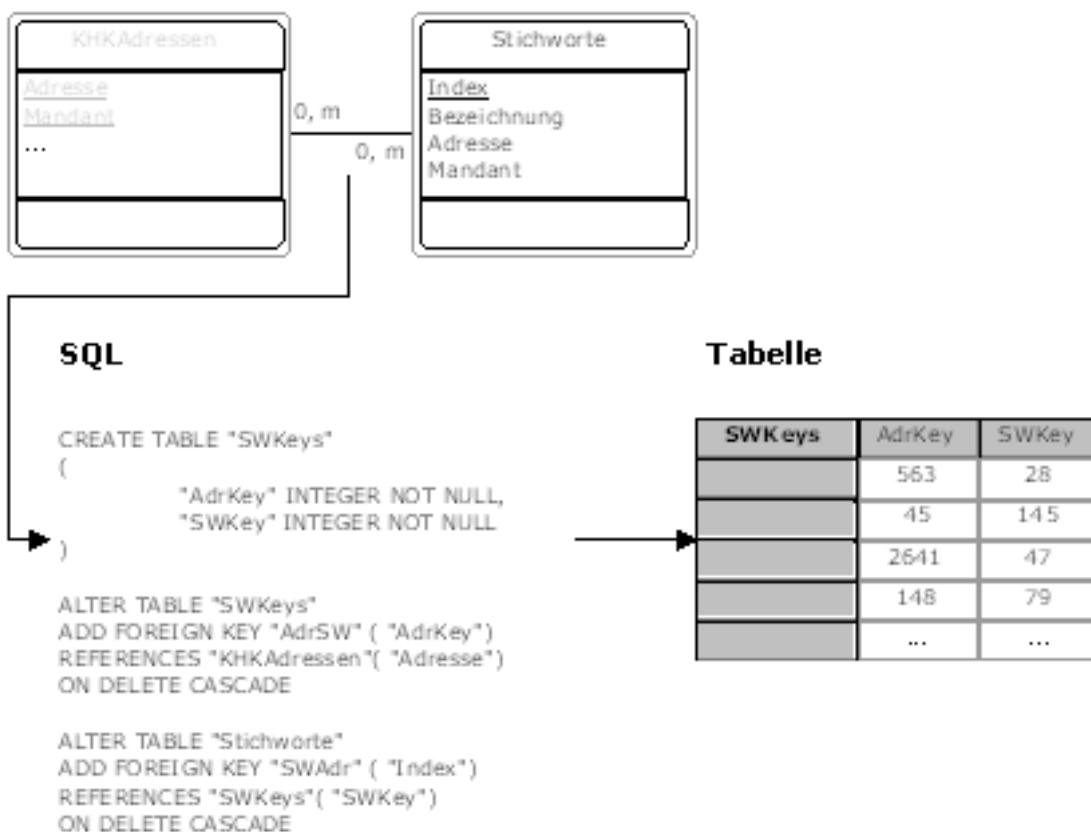 KHKAdressen
Adresse
Mandant
...
0, m
0, m
Stichworte
Index
Bezeichnung
Adresse
Mandant
SQL
CREATE TABLE "SWKeys"
(
"AdrKey" INTEGER NOT NULL,
"SWKey" INTEGER NOT NULL
)
ALTER TABLE "SWKeys"
ADD FOREIGN KEY "AdrSW" ( "AdrKey")
REFERENCES "KHKAdressen"( "Adresse")
ON DELETE CASCADE
ALTER TABLE "Stichworte"
ADD FOREIGN KEY "SWAdr" ( "Index")
REFERENCES "SWKeys"( "SWKey")
ON DELETE CASCADE
Tabelle
SWKeys AdrKey SWKey
563 28
45 145
2641 47
148 79
... ...